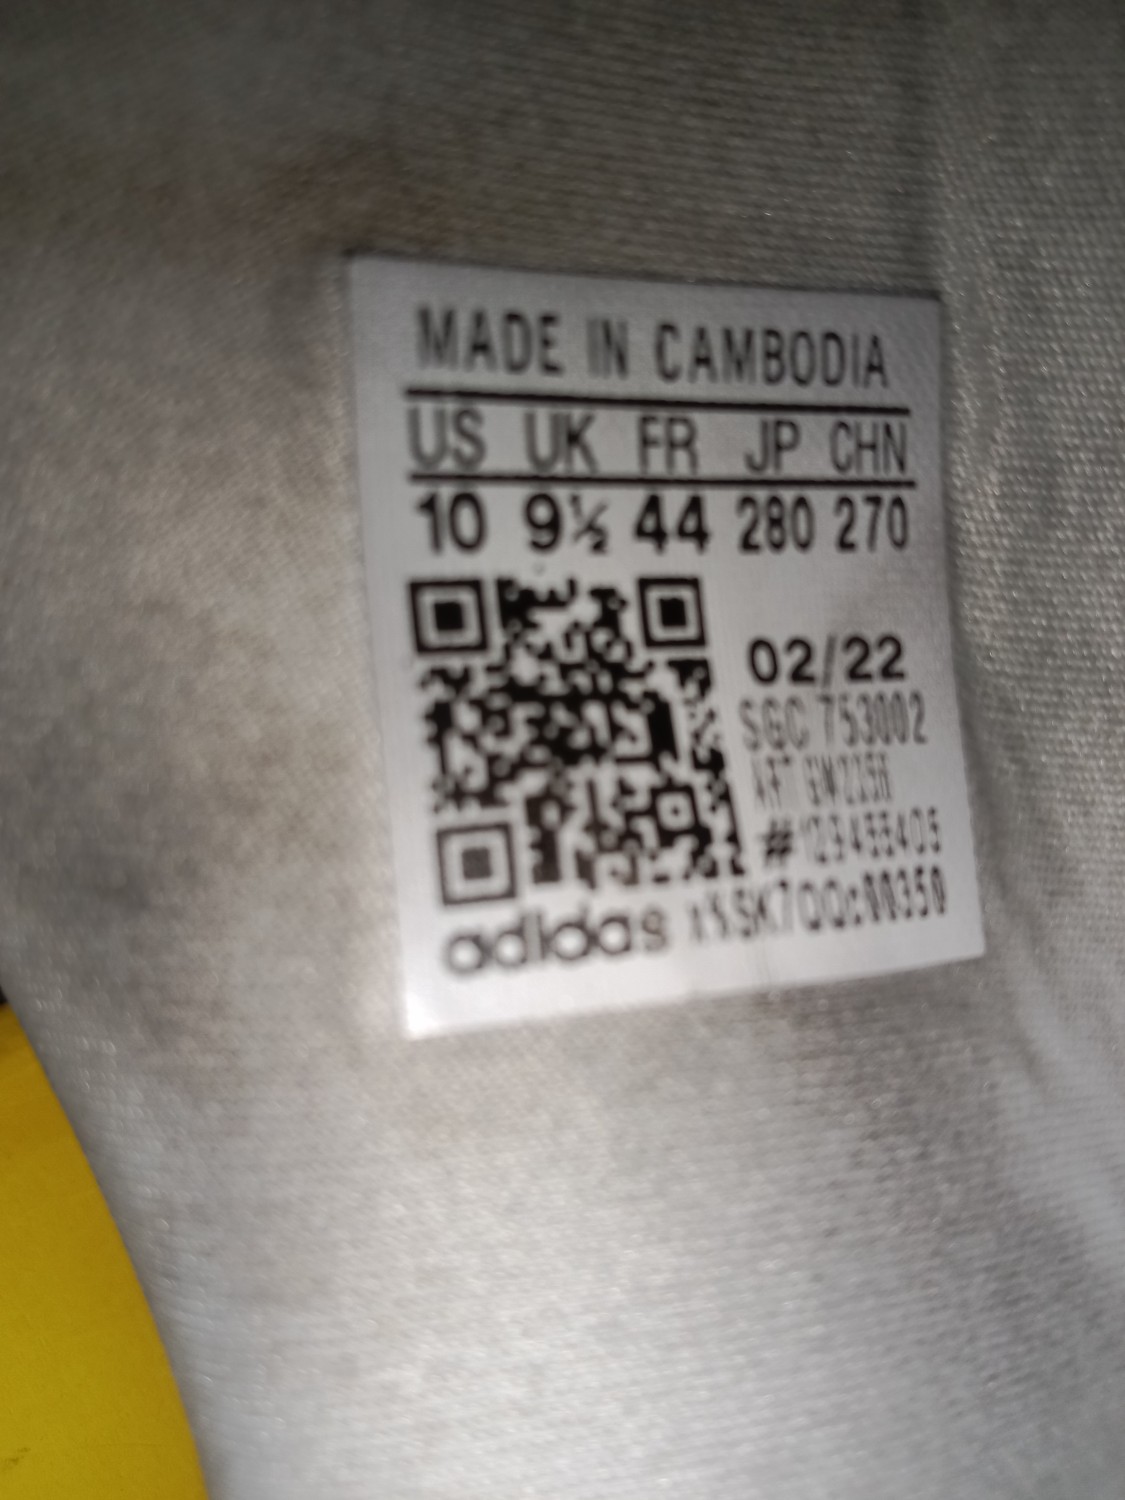 MADE IN CAMBODIA
US UK FR JP CHN
10 9½ 44 280 270
02/22
SGC 753002
ART
adidas